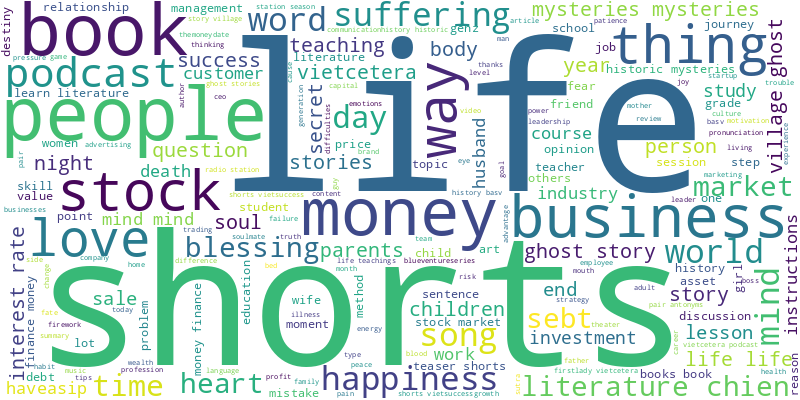 relationship
management
story village
station season
mysteries mysteries
destiny
book
themoneydate
word
suffering
communicationhistory historic
genz
article
patience
journey
pressure game
thinking
success
teaching
literature
man
school
job
thing
trouble
podcast
customer
vietcetera
body
thanks
level
year
historic mysteries
startup
learn literature
author
ghost stories
ceo
cause
capital
life
way
fear
joy
study
people
generation
secret
difficulties
emotions
day
video
power
friend
mother
grade
culture
village ghost
women
advertising
brand
price
leadership
review
motivation
question
course
basv
pronunciation
pair
stories
eye
husband
goal
opinion
person
living
experience
night
death
radio station
guy
topic
teacher
session
step
marketing
skill
stock
shorts vietsuccess
content
history basv
others
industry
leader
one
market
value
businesses
student
money
advantage
business
point
mind mind
soul
failure
instructions
love
trading
soulmate
truth
blessing
team
parents
child
art
ghost story
world
interest rate
finance money
side
company
home
difference
life teachings
blueventureseries
employee
history
girl
boss
change
shorts
education
month
method
risk
mouth
asset
mind
sale
today
wife
sentence
children
end
strategy
adult
story
pair antonyms
fate
firework
problem
money finance
illness
moment
stock market
song
sebt
theater
discussion
summary
lot
energy
work
investment
career
lesson
vietcetera podcast
reason
habit
music
wealth
language
type
peace
blood
teaser shorts
father
firstlady vietcetera
life life
health
debt
tips
profession
heart
profit
family
happiness
books book
haveasip
time
mistake
pain
shorts vietsuccessgrowth
literature chien